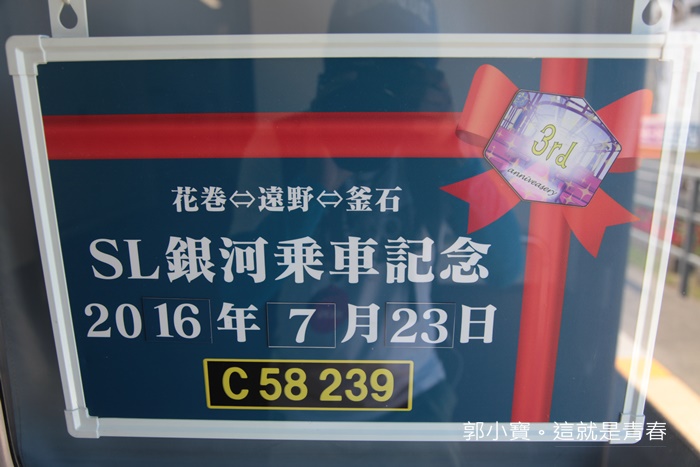 3rd
anniversary
花巻⇔遠野⇔釜石
SL銀河乗車記念
2016年7月23日
C 58 239
郭小寶。這就是青春